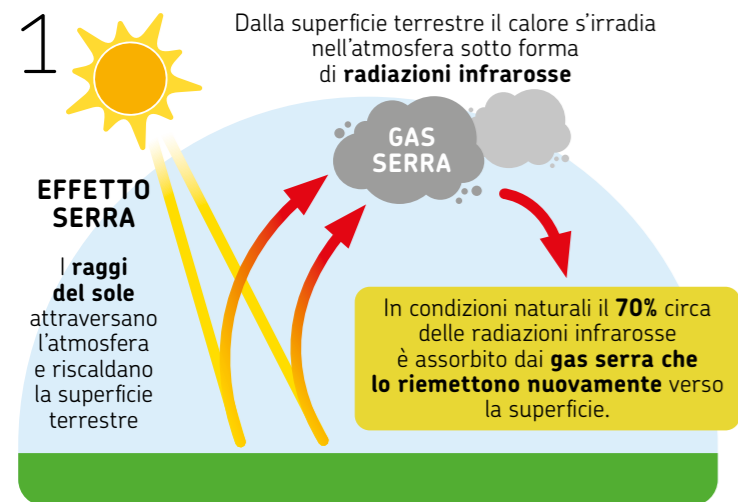 1
Dalla superficie terrestre il calore s’irradia
nell’atmosfera sotto forma
di radiazioni infrarosse
GAS
SERRA
EFFETTO
SERRA
I raggi
del sole
attraversano
l’atmosfera
e riscaldano
la superficie
terrestre
In condizioni naturali il 70% circa
delle radiazioni infrarosse
è assorbito dai gas serra che
lo riemettono nuovamente verso
la superficie.